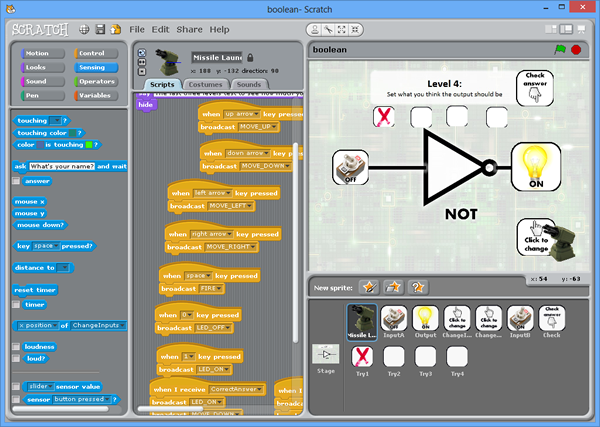 boolean- Scratch
SCRATCH
File Edit Share Help
Motion Control
Looks Sensing
Sound Operators
Pen Variables
touching ?
touching color ?
color is touching ?
ask What's your name? and wait
answer
mouse x
mouse y
mouse down?
key space pressed?
distance to
reset timer
timer
x position of ChangeInputs
loudness
loud?
slider sensor value
sensor button pressed ?
Missile Laun
x: 188 y: -132 direction: 90
Scripts Costumes Sounds
hide
when up arrow key pressed
broadcast MOVE_UP
when down arrow key p
broadcast MOVE_DOWN
when left arrow key pressed
broadcast MOVE_LEFT
when right arrow key pressed
broadcast MOVE_RIGHT
when space key pressed
broadcast FIRE
when 0 key pressed
broadcast LED_OFF
when 1 key pressed
broadcast LED_ON
when I receive CorrectAnswer
when I
broadcast LED_ON
broadcast MOVE_DOWN
boolean
Level 4:
Set what you think the output should be
Check
answer
Off
ON
NOT
Click to
change
x: 54 y: -63
New sprite:
Stage
Missile L...
InputA
Output
Change1...
Change...
InputB
Check
Try1
Try2
Try3
Try4